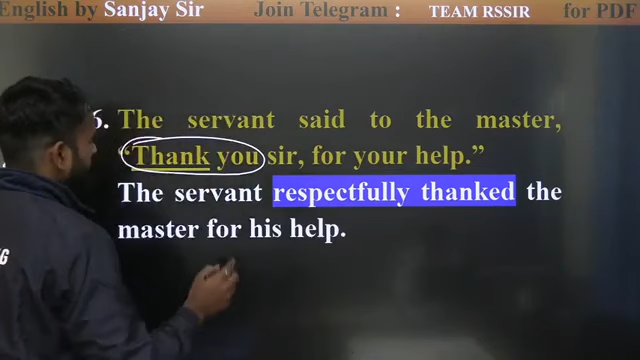 English by Sanjay Sir Join Telegram : TEAM RSSIR for PDF
6. The servant said to the master,
“Thank you sir, for your help.”
The servant respectfully thanked the
master for his help.